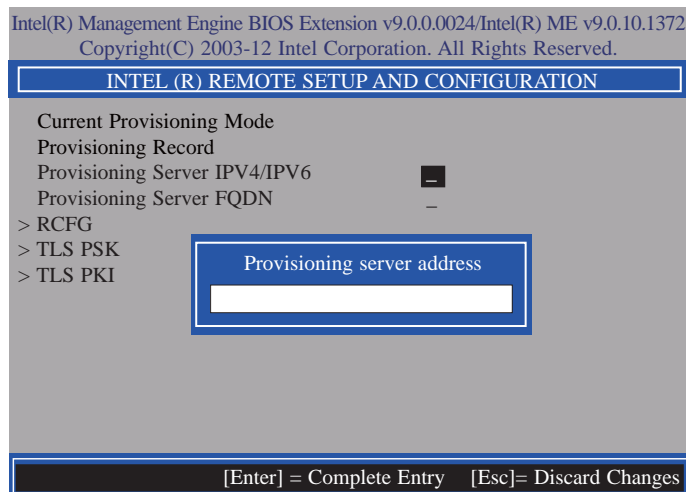 Intel(R) Management Engine BIOS Extension v9.0.0.0024/Intel(R) ME v9.0.10.1372
Copyright(C) 2003-12 Intel Corporation. All Rights Reserved.
INTEL (R) REMOTE SETUP AND CONFIGURATION
Current Provisioning Mode
Provisioning Record
Provisioning Server IPV4/IPV6 _
Provisioning Server FQDN _
> RCFG
> TLS PSK
> TLS PKI
Provisioning server address
[Enter] = Complete Entry [Esc]= Discard Changes